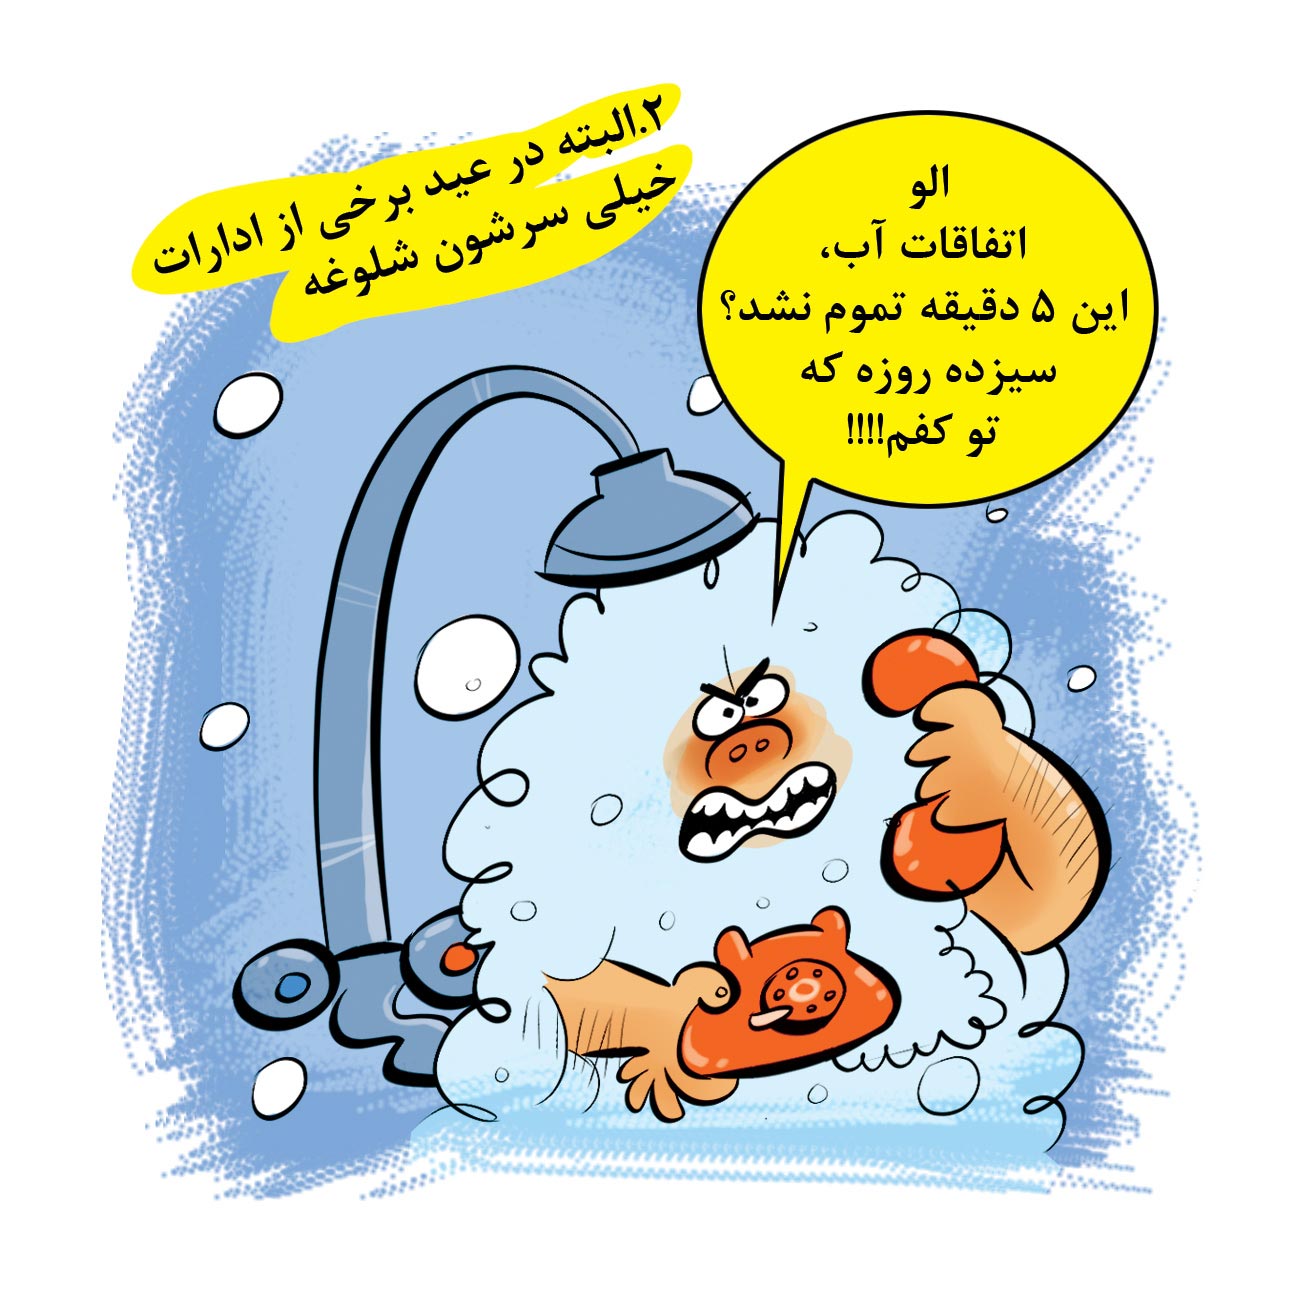 ۲.البته در عید برخی از ادارات
خیلی سرشون شلوغه
الو
اتفاقات آب،
این ۵ دقیقه تموم نشد؟
سیزده روزه که
تو کفم!!!!